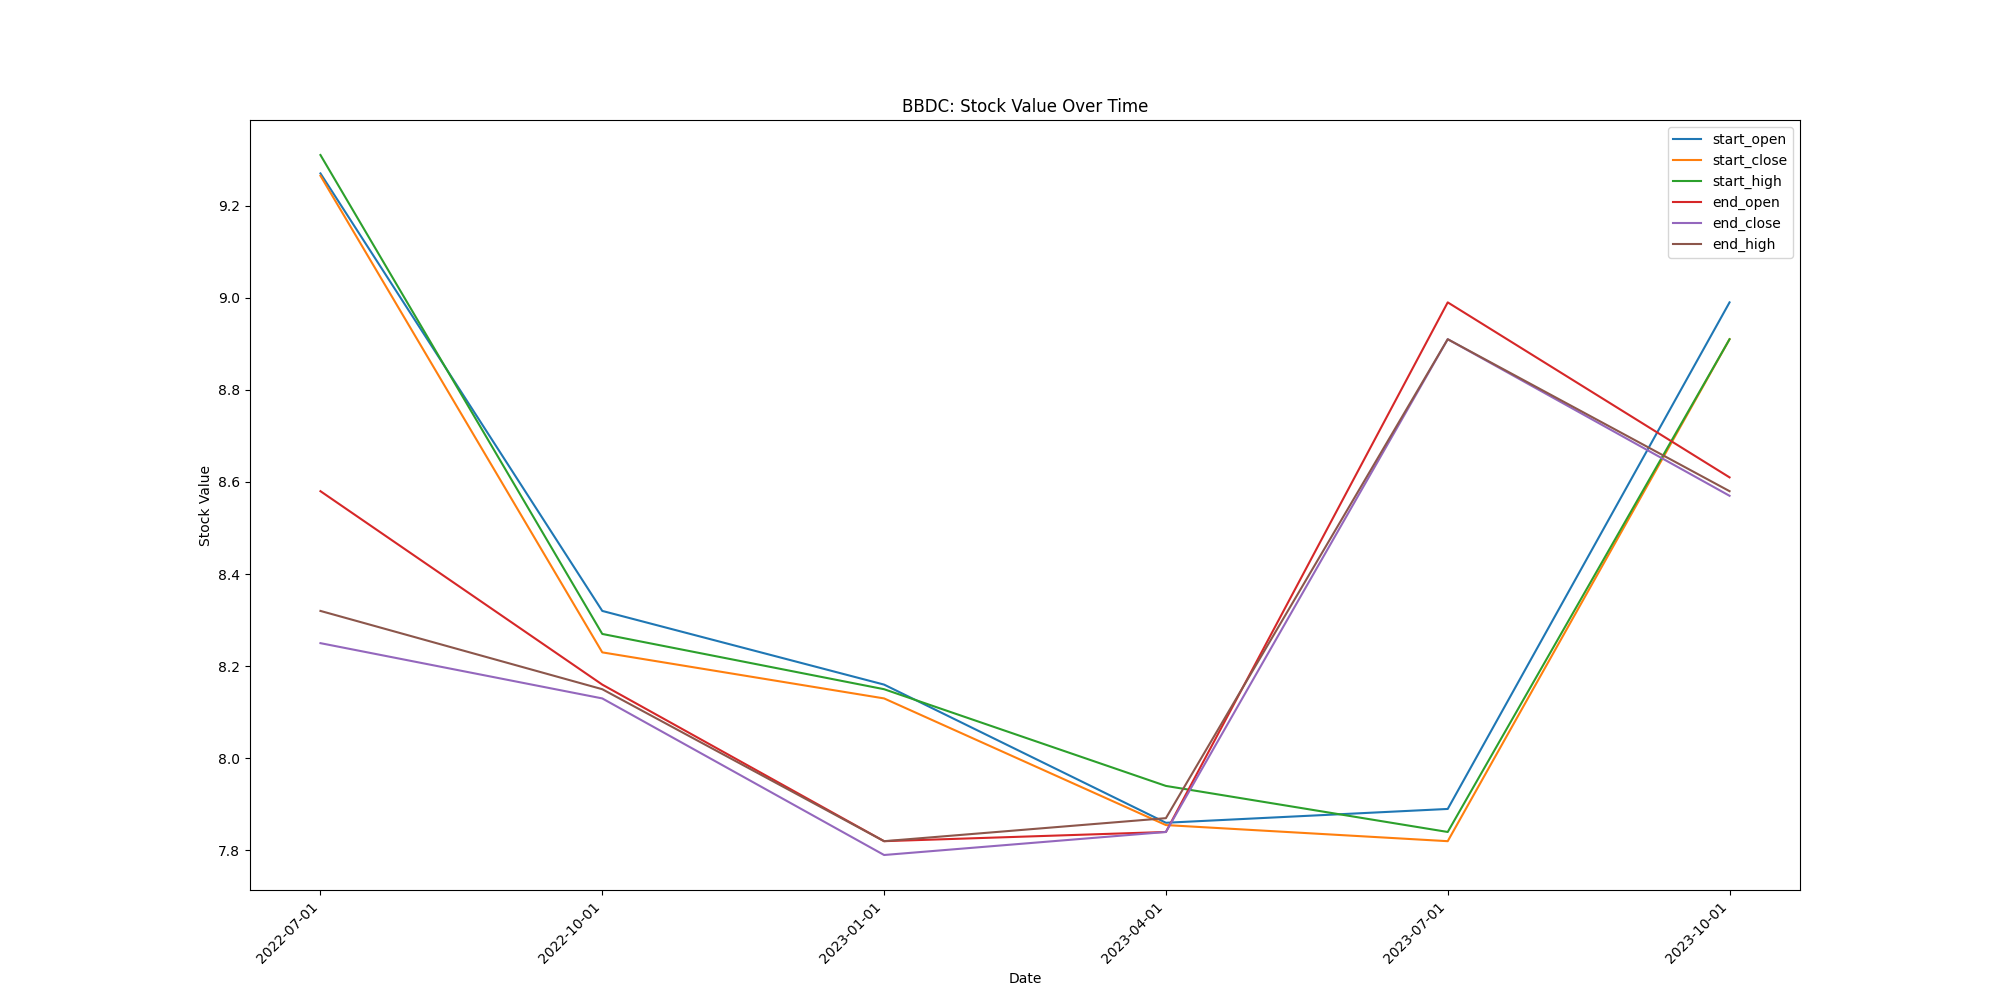 BBDC: Stock Value Over Time
start_open
start_close
start_high
end_open
end_close
end_high
Stock Value
9.2
9.0
8.8
8.6
8.4
8.2
8.0
7.8
2022-07-01
2022-10-01
2023-01-01
2023-04-01
2023-07-01
2023-10-01
Date